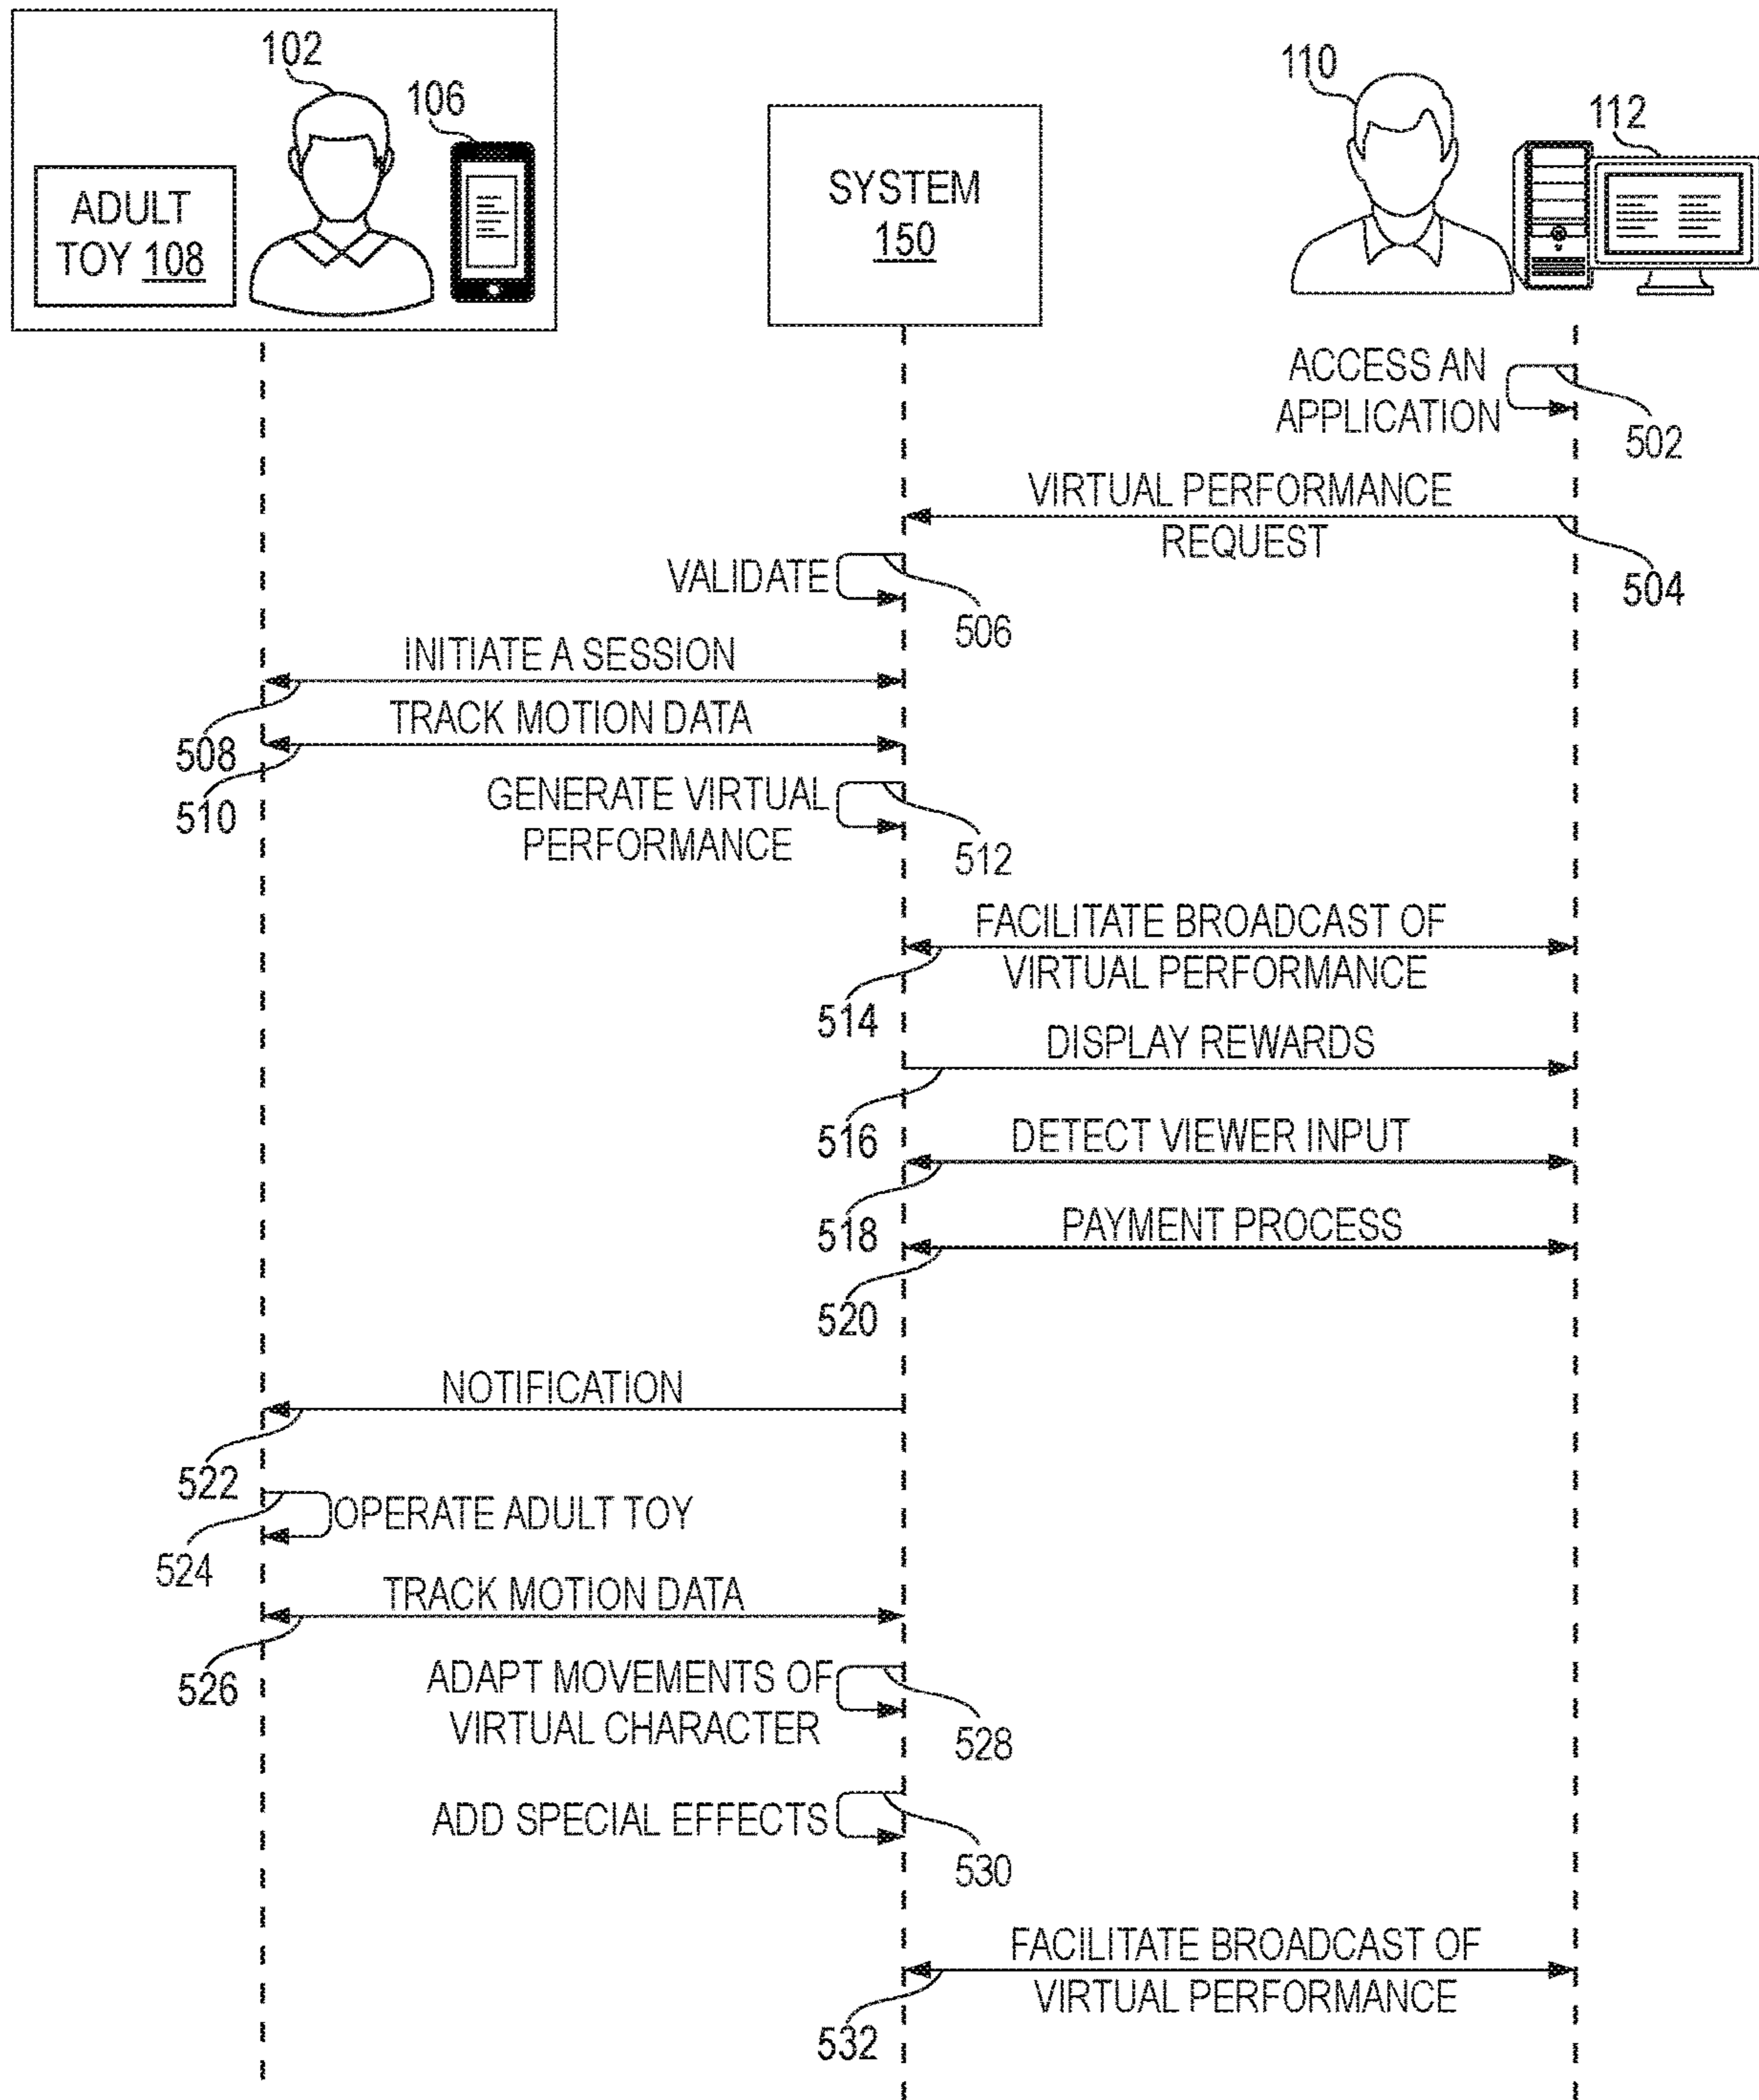 102
106
ADULT
TOY 108
SYSTEM
150
110
112
ACCESS AN
APPLICATION
502
VIRTUAL PERFORMANCE
REQUEST
504
VALIDATE
506
INITIATE A SESSION
508
TRACK MOTION DATA
510
GENERATE VIRTUAL
PERFORMANCE
512
FACILITATE BROADCAST OF
VIRTUAL PERFORMANCE
514
DISPLAY REWARDS
516
DETECT VIEWER INPUT
518
PAYMENT PROCESS
520
NOTIFICATION
522
OPERATE ADULT TOY
524
TRACK MOTION DATA
526
ADAPT MOVEMENTS OF
VIRTUAL CHARACTER
528
ADD SPECIAL EFFECTS
530
FACILITATE BROADCAST OF
VIRTUAL PERFORMANCE
532